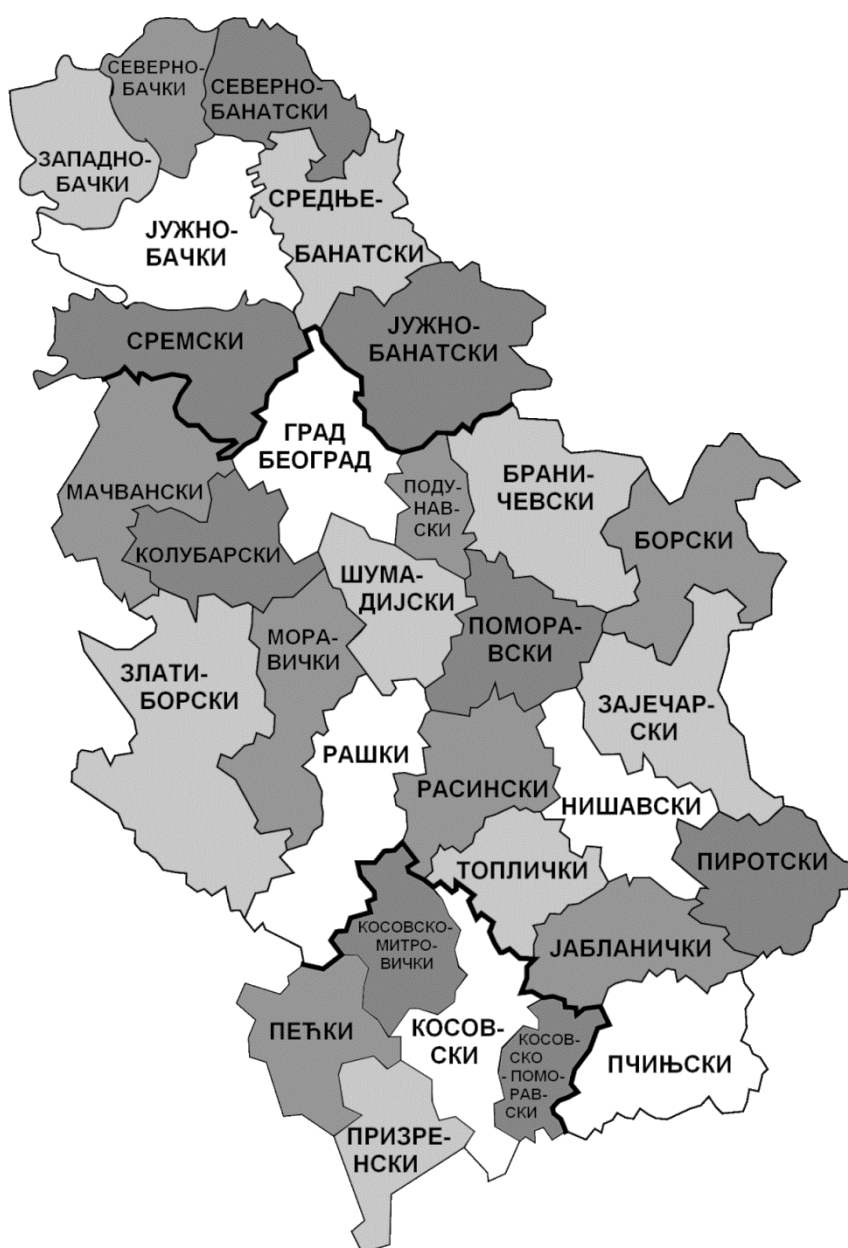 СЕВЕРНО-
БАЧКИ
СЕВЕРНО-
БАНАТСКИ
ЗАПАДНО-
БАЧКИ
СРЕДЊЕ-
БАНАТСКИ
ЈУЖНО-
БАЧКИ
СРЕМСКИ
ЈУЖНО-
БАНАТСКИ
ГРАД
БЕОГРАД
МАЧВАНСКИ
ПОДУ-
НАВ-
СКИ
БРАНИ-
ЧЕВСКИ
БОРСКИ
КОЛУБАРСКИ
ШУМА-
ДИЈСКИ
МОРА-
ВИЧКИ
ПОМОРА-
ВСКИ
ЗЛАТИ-
БОРСКИ
ЗАЈЕЧАР-
СКИ
РАШКИ
РАСИНСКИ
НИШАВСКИ
ТОПЛИЧКИ
ПИРОТСКИ
КОСОВСКО-
МИТРО-
ВИЧКИ
ЈАБЛАНИЧКИ
ПЕЋКИ
КОСОВ-
СКИ
КОСОВ-
СКО
- ПОМО-
РАВ-
СКИ
ПЧИЊСКИ
ПРИЗРЕ-
НСКИ